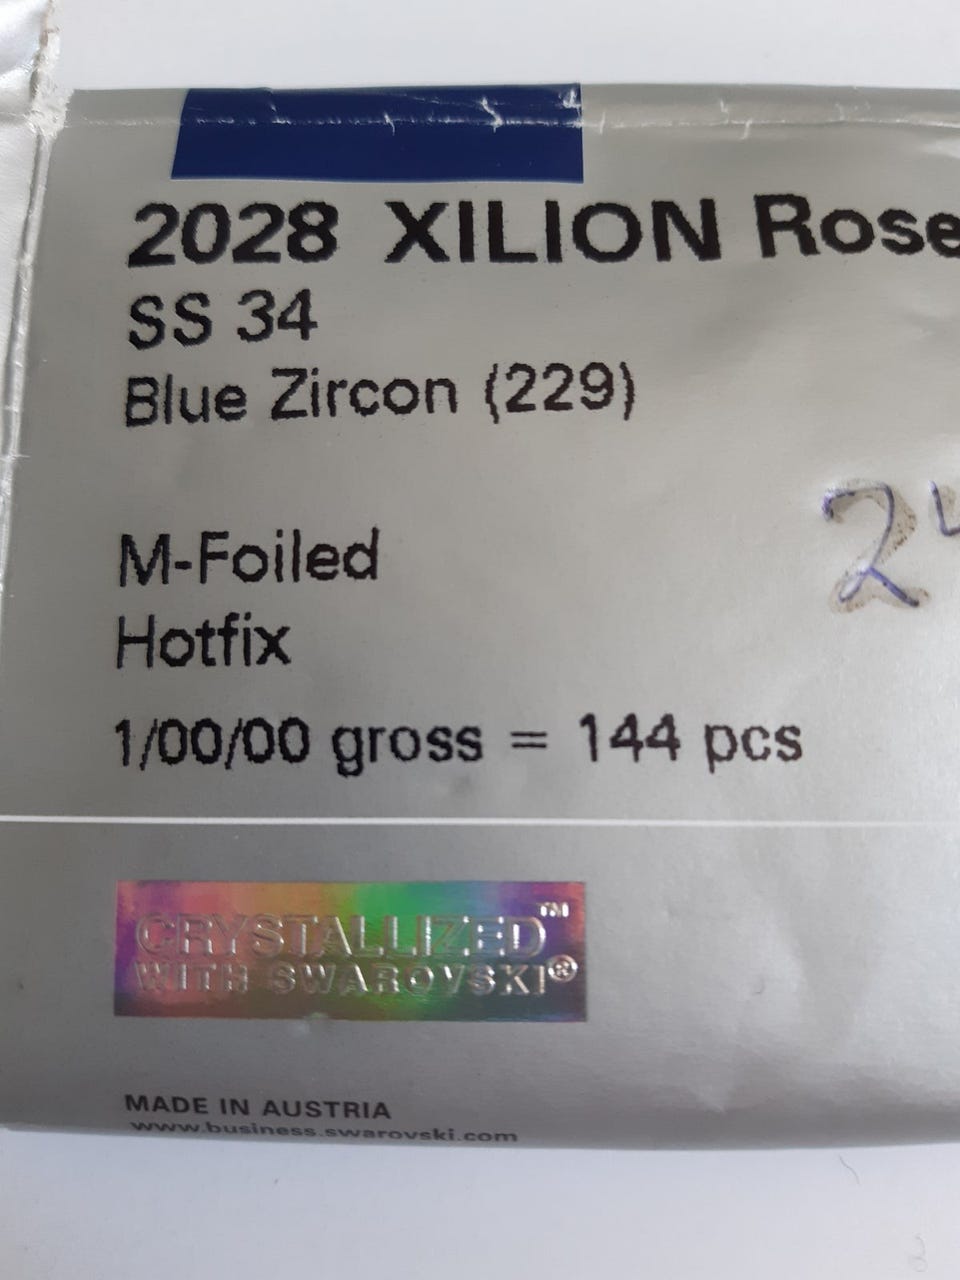 2028 XILION Rose
SS 34
Blue Zircon (229)
M-Foiled
Hotfix
1/00/00 gross = 144 pcs
CRYSTALLIZED™
WITH SWAROVSKI®
MADE IN AUSTRIA
www.business.swarovski.com